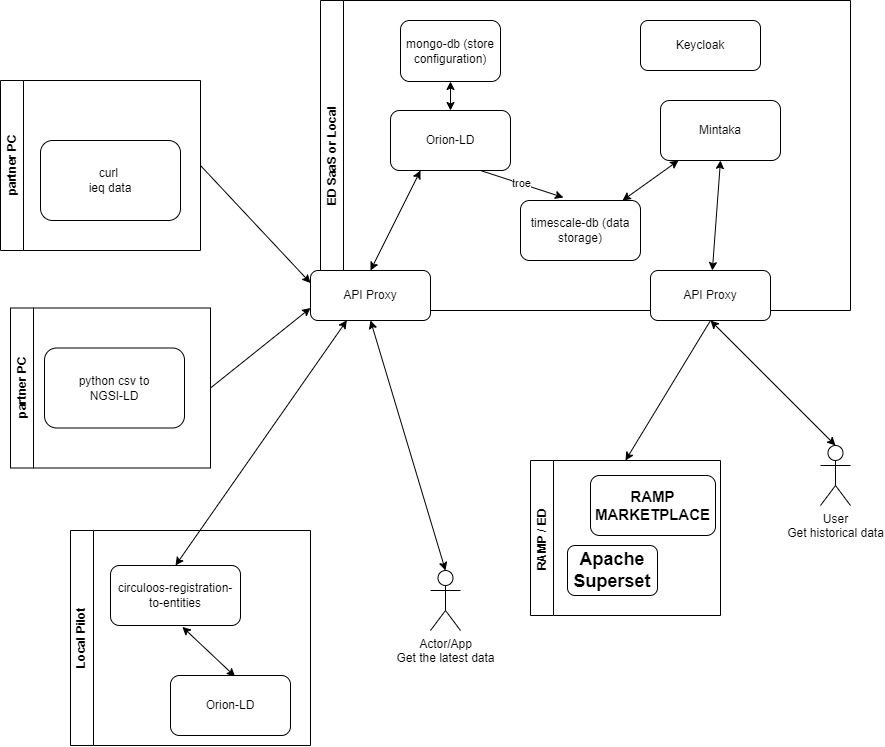 partner PC
curl
ieq data
partner PC
python csv to
NGSI-LD
ED SaaS or Local
mongo-db (store
configuration)
Keycloak
Orion-LD
Mintaka
troe
timescale-db (data
storage)
API Proxy
API Proxy
RAMP / ED
RAMP
MARKETPLACE
Apache
Superset
User
Get historical data
Local Pilot
circuloos-registration-
to-entities
Orion-LD
Actor/App
Get the latest data